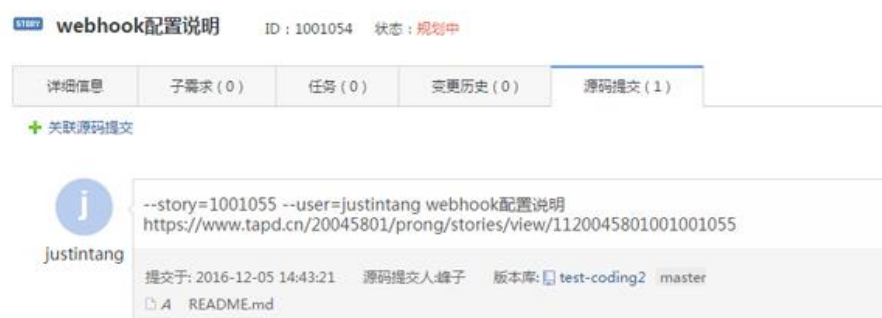 STORY webhook配置说明 ID：1001054 状态：规划中
详细信息 子需求(0) 任务(0) 变更历史(0) 源码提交(1)
关联源码提交
j
--story=1001055 --user=justintang webhook配置说明
https://www.tapd.cn/20045801/prong/stories/view/1120045801001001055
justintang
提交于: 2016-12-05 14:43:21 源码提交人:峰子 版本库: test-coding2 master
A README.md